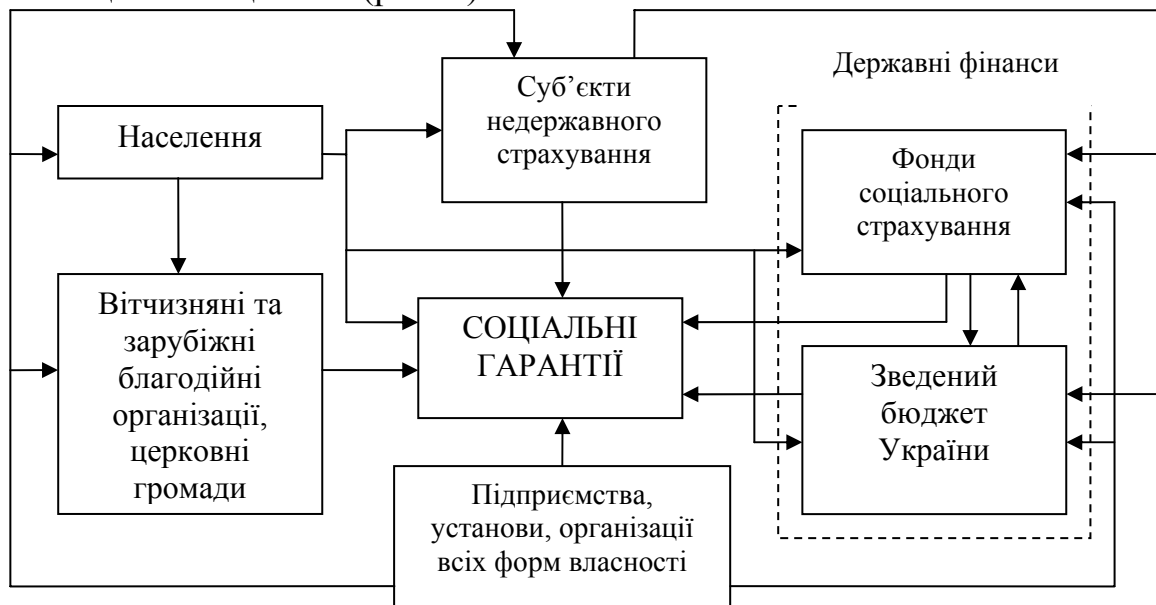 Державні фінанси
Суб’єкти
недержавного
страхування
Населення
Фонди
соціального
страхування
Вітчизняні та
зарубіжні
благодійні
організації,
церковні
громади
СОЦІАЛЬНІ
ГАРАНТІЇ
Зведений
бюджет
України
Підприємства,
установи, організації
всіх форм власності